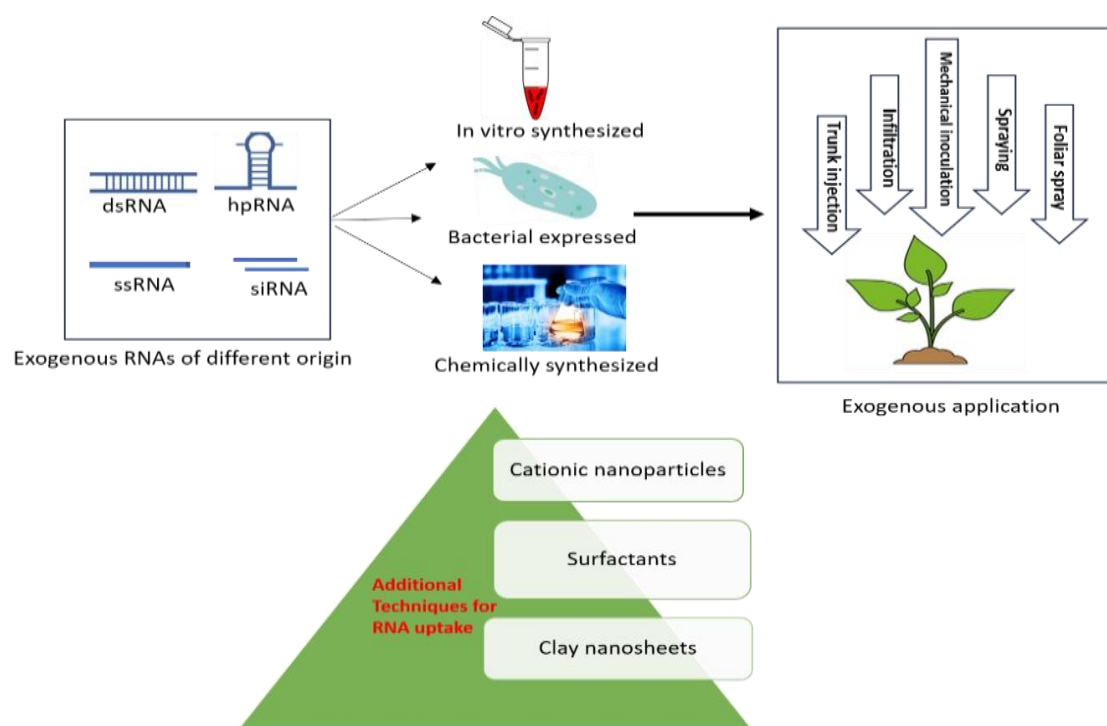 dsRNA
hpRNA
ssRNA
siRNA
Exogenous RNAs of different origin
In vitro synthesized
Bacterial expressed
Chemically synthesized
Trunk injection
Infiltration
Mechanical inoculation
Spraying
Foliar spray
Exogenous application
Additional
Techniques for
RNA uptake
Cationic nanoparticles
Surfactants
Clay nanosheets